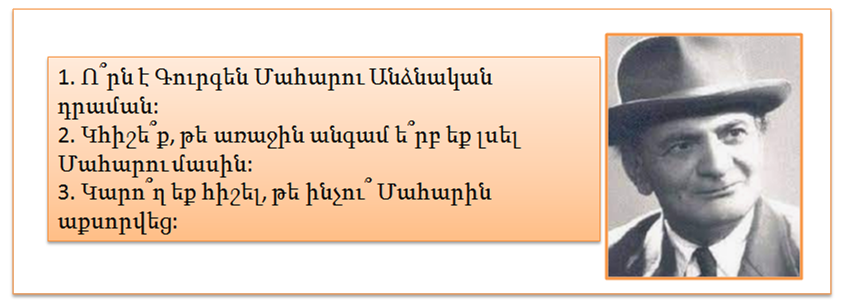 1. Ո՞րն է Գուրգեն Մահարու Անձնական
դրաման:
2. Կհիշե՞ք, թե առաջին անգամ ե՞րբ եք լսել
Մահարու մասին:
3. Կարո՞ղ եք հիշել, թե ինչու՞ Մահարին
աքսորվեց: